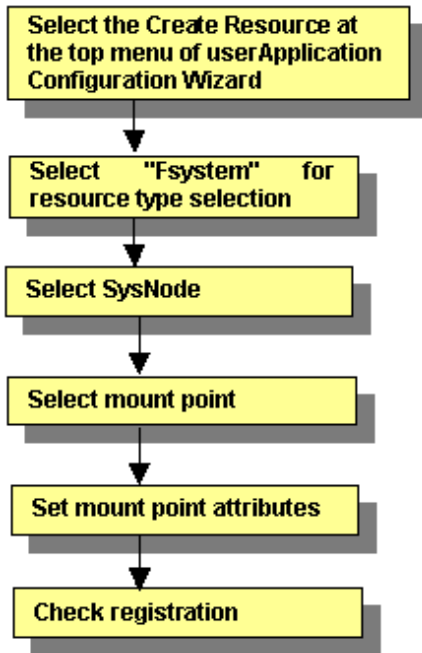 Select the Create Resource at
the top menu of userApplication
Configuration Wizard
Select "Fsystem" for
resource type selection
Select SysNode
Select mount point
Set mount point attributes
Check registration